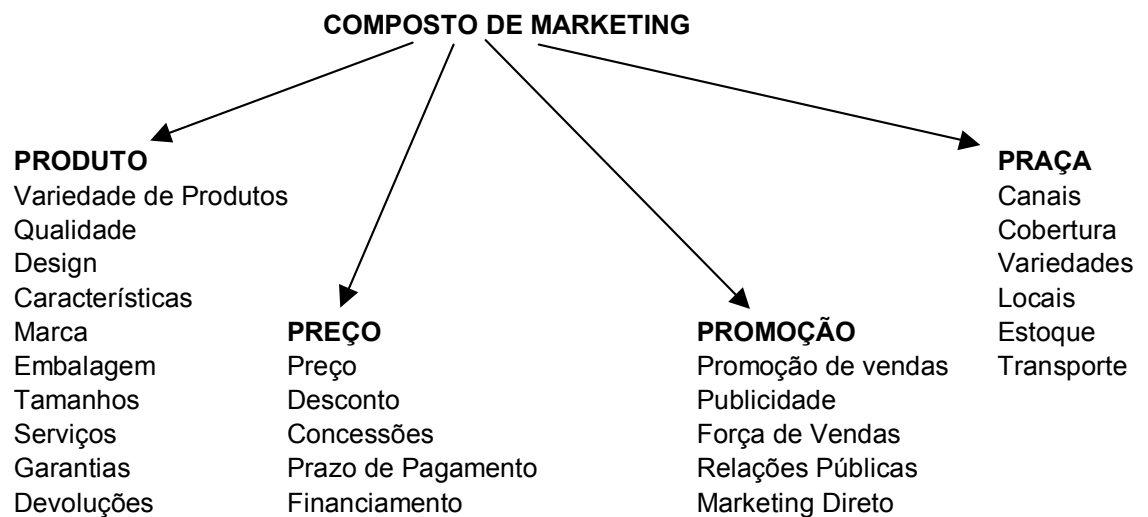 COMPOSTO DE MARKETING
PRODUTO
Variedade de Produtos
Qualidade
Design
Características
Marca
Embalagem
Tamanhos
Serviços
Garantias
Devoluções
PREÇO
Preço
Desconto
Concessões
Prazo de Pagamento
Financiamento
PROMOÇÃO
Promoção de vendas
Publicidade
Força de Vendas
Relações Públicas
Marketing Direto
PRAÇA
Canais
Cobertura
Variedades
Locais
Estoque
Transporte